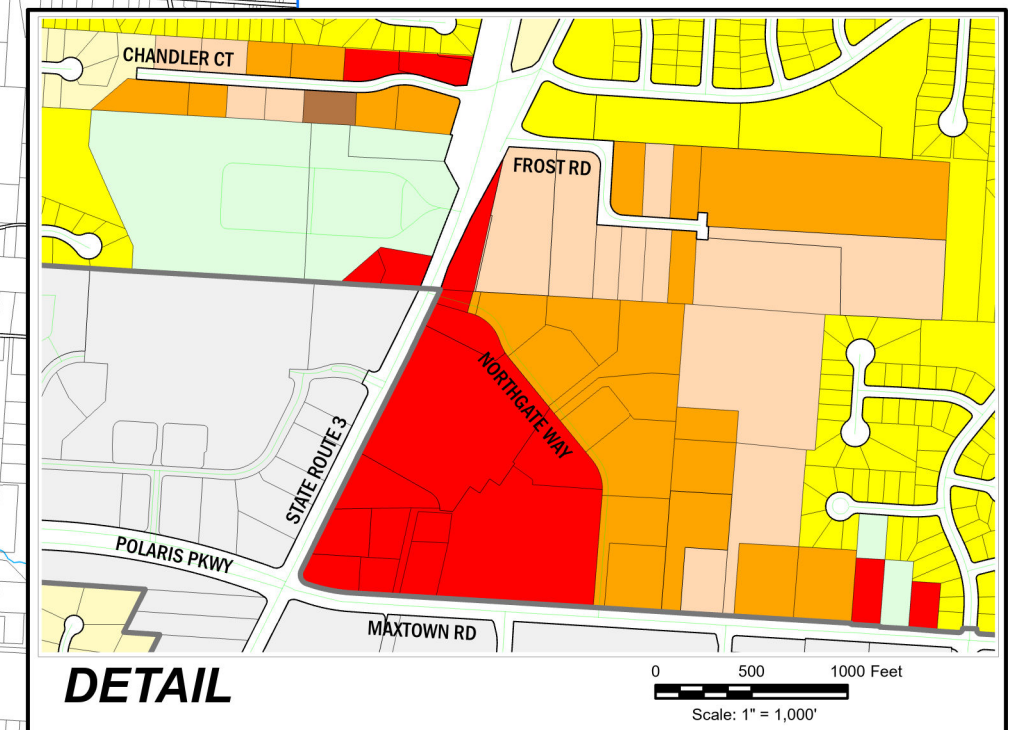 CHANDLER CT
FROST RD
NORTHGATE WAY
STATE ROUTE 3
POLARIS PKWY
MAXTOWN RD
DETAIL
0 500 1000 Feet
Scale: 1" = 1,000'